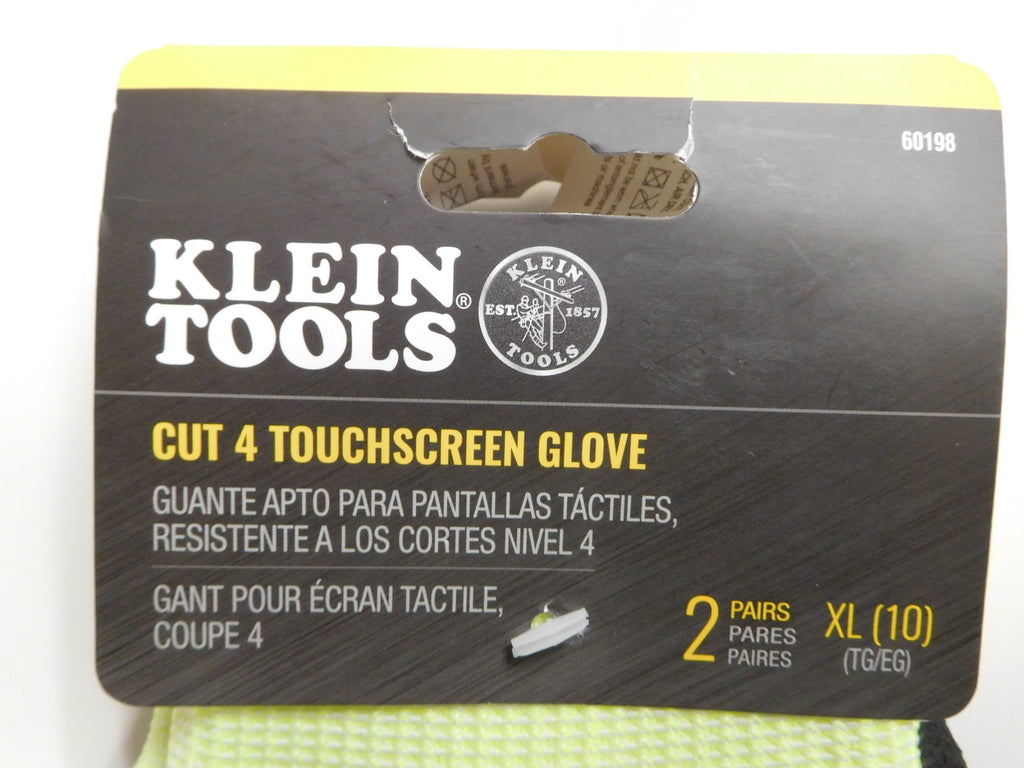 60198
KLEIN
TOOLS®
KLEIN
®
EST. 1857
TOOLS
CUT 4 TOUCHSCREEN GLOVE
GUANTE APTO PARA PANTALLAS TÁCTILES,
RESISTENTE A LOS CORTES NIVEL 4
GANT POUR ÉCRAN TACTILE,
COUPE 4
2 PAIRS
PARES
PAIRES
XL (10)
(TG/EG)